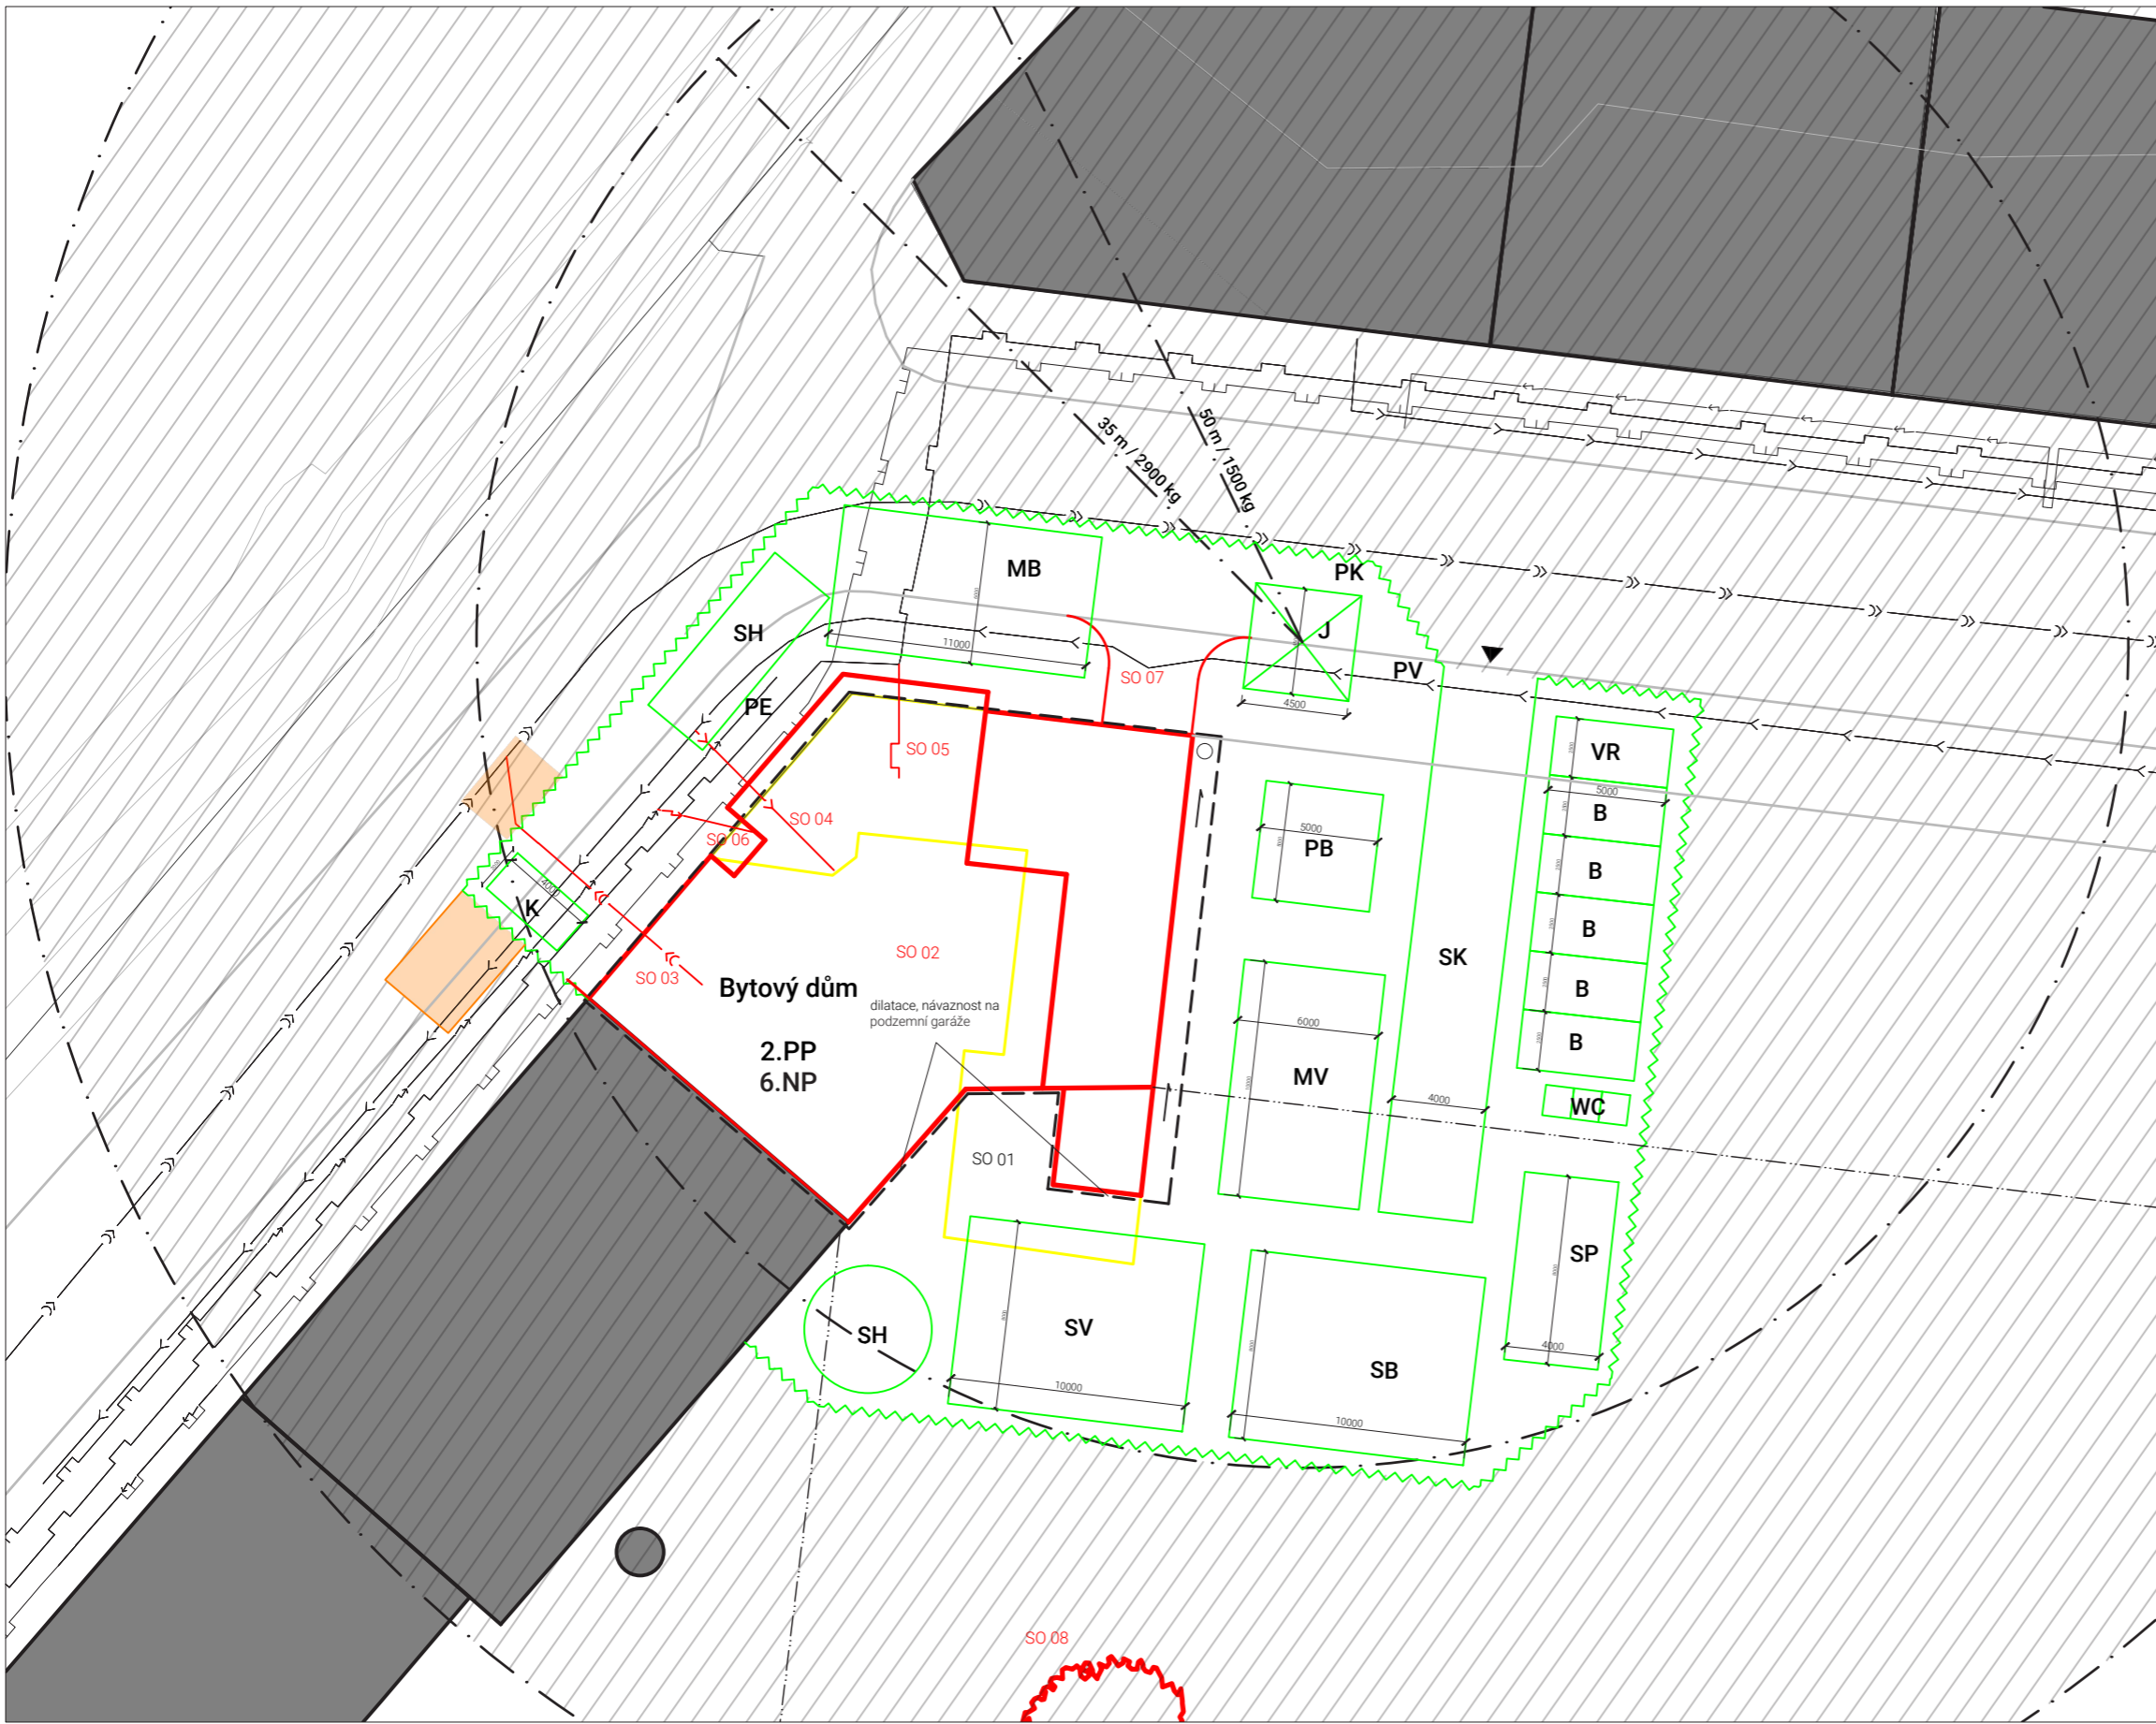 35 m / 2900 kg
50 m / 1500 kg
MB
PK
SH
J
11000
PV
SO 07
PE
4500
SO 05
VR
5000
B
SO 04
SO 06
5000
PB
B
4000
K
B
SO 02
SK
SO 03
Bytový dům
B
dilatace, návaznost na
podzemní garáže
6000
2.PP
6.NP
B
MV
4000
WC
SO 01
SP
SV
SH
4000
SB
10000
10000
SO 08